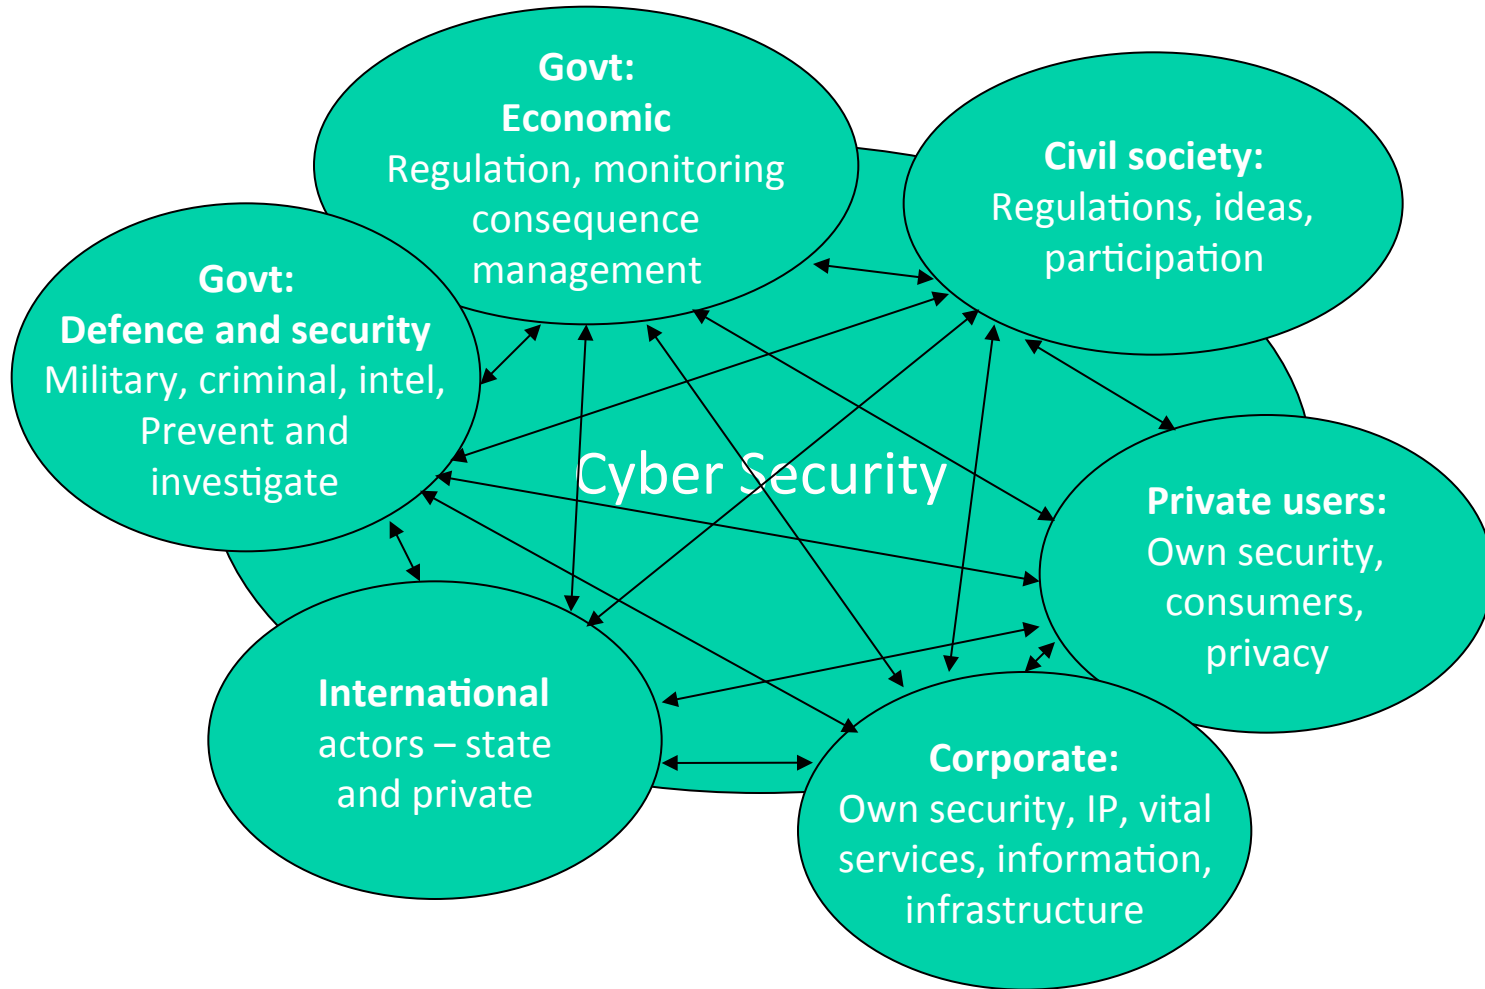 Govt:
Economic
Regulation, monitoring
consequence
management
Civil society:
Regulations, ideas,
participation
Govt:
Defence and security
Military, criminal, intel,
Prevent and
investigate
Cyber Security
Private users:
Own security,
consumers,
privacy
International
actors – state
and private
Corporate:
Own security, IP, vital
services, information,
infrastructure